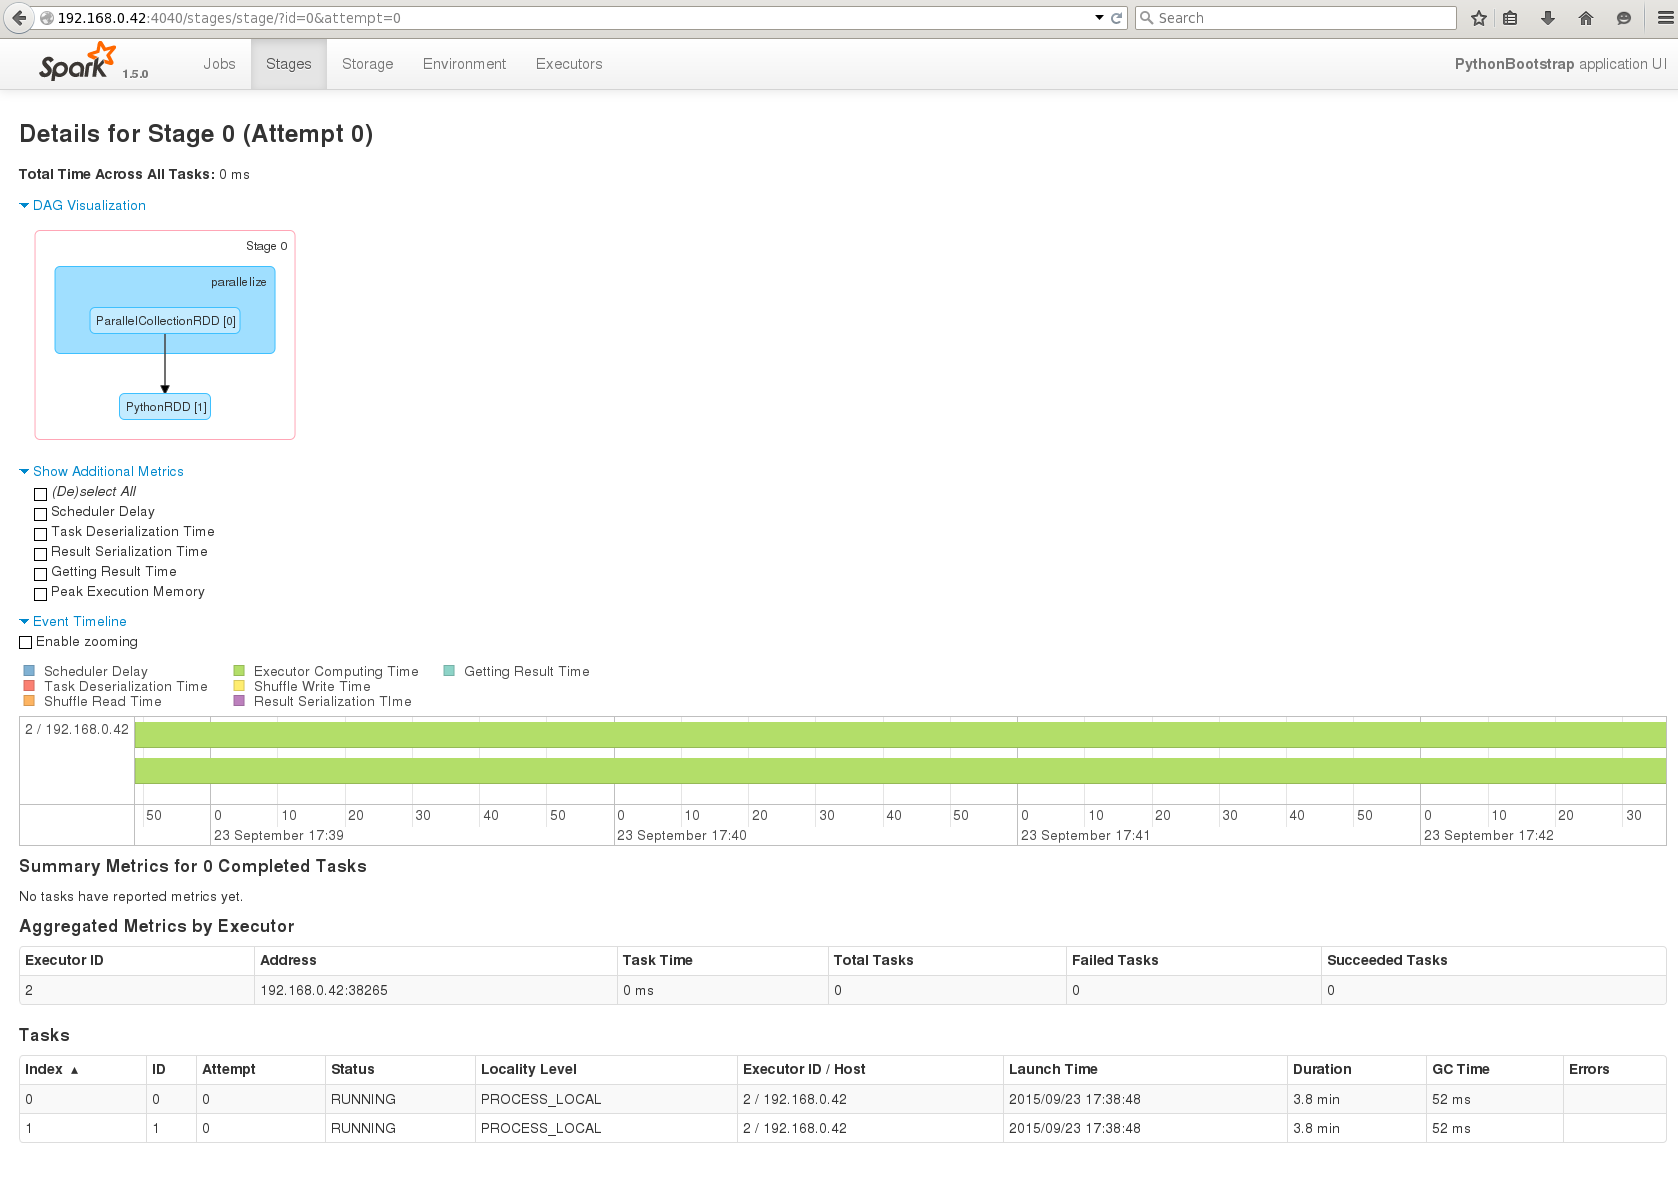 192.168.0.42:4040/stages/stage/?id=0&attempt=0
Search
Spark 1.5.0 Jobs Stages Storage Environment Executors PythonBootstrap application UI
Details for Stage 0 (Attempt 0)
Total Time Across All Tasks: 0 ms
DAG Visualization
Stage 0
parallelize
ParallelCollectionRDD [0]
PythonRDD [1]
Show Additional Metrics
(De)select All
Scheduler Delay
Task Deserialization Time
Result Serialization Time
Getting Result Time
Peak Execution Memory
Event Timeline
Enable zooming
Scheduler Delay Executor Computing Time Getting Result Time
Task Deserialization Time Shuffle Write Time
Shuffle Read Time Result Serialization TIme
2 / 192.168.0.42
50 0 10 20 30 40 50 0 10 20 30 40 50 0 10 20 30 40 50 0 10 20 30
23 September 17:39 23 September 17:40 23 September 17:41 23 September 17:42
Summary Metrics for 0 Completed Tasks
No tasks have reported metrics yet.
Aggregated Metrics by Executor
Executor ID Address Task Time Total Tasks Failed Tasks Succeeded Tasks
2 192.168.0.42:38265 0 ms 0 0 0
Tasks
Index ▲ ID Attempt Status Locality Level Executor ID / Host Launch Time Duration GC Time Errors
0 0 0 RUNNING PROCESS_LOCAL 2 / 192.168.0.42 2015/09/23 17:38:48 3.8 min 52 ms
1 1 0 RUNNING PROCESS_LOCAL 2 / 192.168.0.42 2015/09/23 17:38:48 3.8 min 52 ms